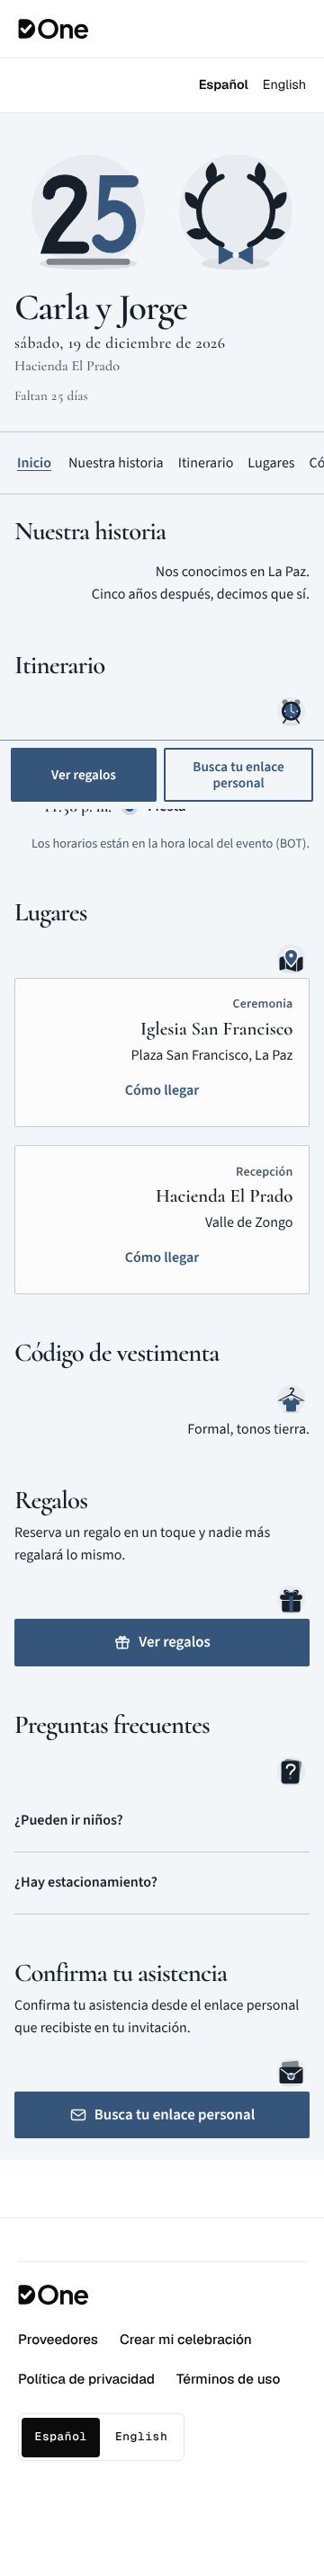 One
Español English
25
Carla y Jorge
sábado, 19 de diciembre de 2026
Hacienda El Prado
Faltan 25 días
Inicio Nuestra historia Itinerario Lugares Có
Nuestra historia
Nos conocimos en La Paz.
Cinco años después, decimos que sí.
Itinerario
Ver regalos
Busca tu enlace
personal
Los horarios están en la hora local del evento (BOT).
Lugares
Ceremonia
Iglesia San Francisco
Plaza San Francisco, La Paz
Cómo llegar
Recepción
Hacienda El Prado
Valle de Zongo
Cómo llegar
Código de vestimenta
Formal, tonos tierra.
Regalos
Reserva un regalo en un toque y nadie más
regalará lo mismo.
Ver regalos
Preguntas frecuentes
?
¿Pueden ir niños?
¿Hay estacionamiento?
Confirma tu asistencia
Confirma tu asistencia desde el enlace personal
que recibiste en tu invitación.
Busca tu enlace personal
One
Proveedores Crear mi celebración
Política de privacidad Términos de uso
Español English